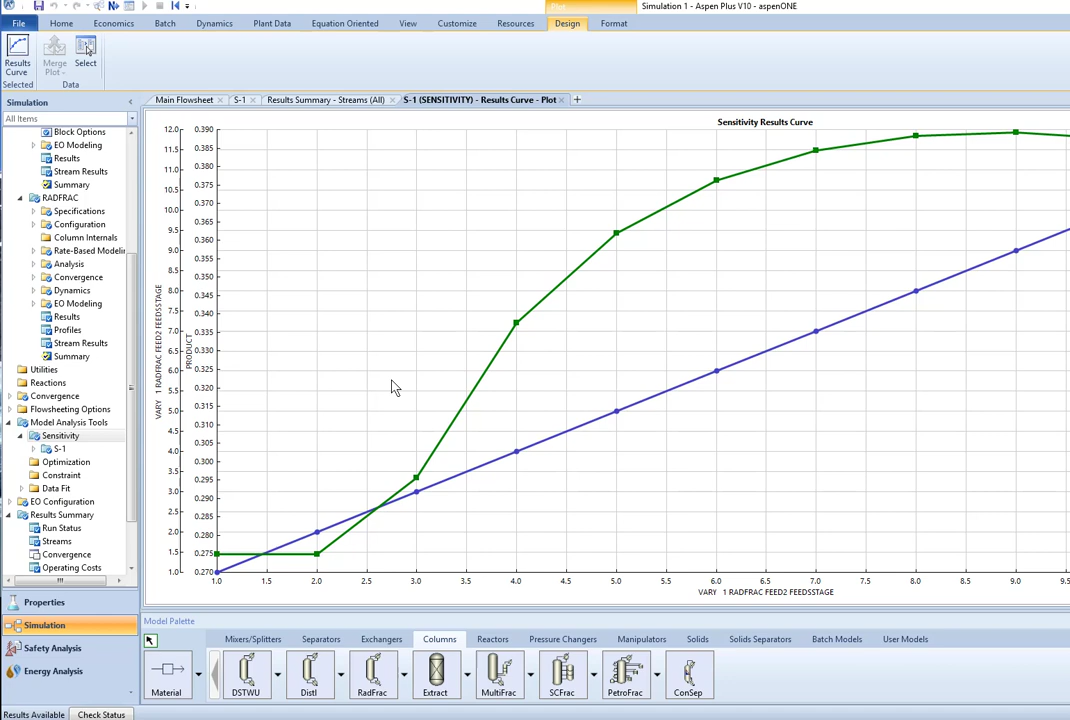 Plot
Simulation 1 - Aspen Plus V10 - aspenONE
File Home Economics Batch Dynamics Plant Data Equation Oriented View Customize Resources Design Format
Results Curve
Merge Plot
Select
Selected
Data
Simulation
All Items
Block Options
EO Modeling
Results
Stream Results
Summary
RADFRAC
Specifications
Configuration
Column Internals
Rate-Based Modelin
Analysis
Convergence
Dynamics
EO Modeling
Results
Profiles
Stream Results
Summary
Utilities
Reactions
Convergence
Flowsheeting Options
Model Analysis Tools
Sensitivity
S-1
Optimization
Constraint
Data Fit
EO Configuration
Results Summary
Run Status
Streams
Convergence
Operating Costs
Properties
Simulation
Safety Analysis
Energy Analysis
Results Available Check Status
Main Flowsheet S-1 Results Summary - Streams (All) S-1 (SENSITIVITY) - Results Curve - Plot
Sensitivity Results Curve
VARY 1 RADFRAC FEED2 FEEDSSTAGE
12.0
11.5
11.0
10.5
10.0
9.5
9.0
8.5
8.0
7.5
7.0
6.5
6.0
5.5
5.0
4.5
4.0
3.5
3.0
2.5
2.0
1.5
1.0
PRODUCT
0.390
0.385
0.380
0.375
0.370
0.365
0.360
0.355
0.350
0.345
0.340
0.335
0.330
0.325
0.320
0.315
0.310
0.305
0.300
0.295
0.290
0.285
0.280
0.275
0.270
1.0 1.5 2.0 2.5 3.0 3.5 4.0 4.5 5.0 5.5 6.0 6.5 7.0 7.5 8.0 8.5 9.0 9.5
VARY 1 RADFRAC FEED2 FEEDSSTAGE
Model Palette
Mixers/Splitters Separators Exchangers Columns Reactors Pressure Changers Manipulators Solids Solids Separators Batch Models User Models
Material DSTWU Distl RadFrac Extract MultiFrac SCFrac PetroFrac ConSep